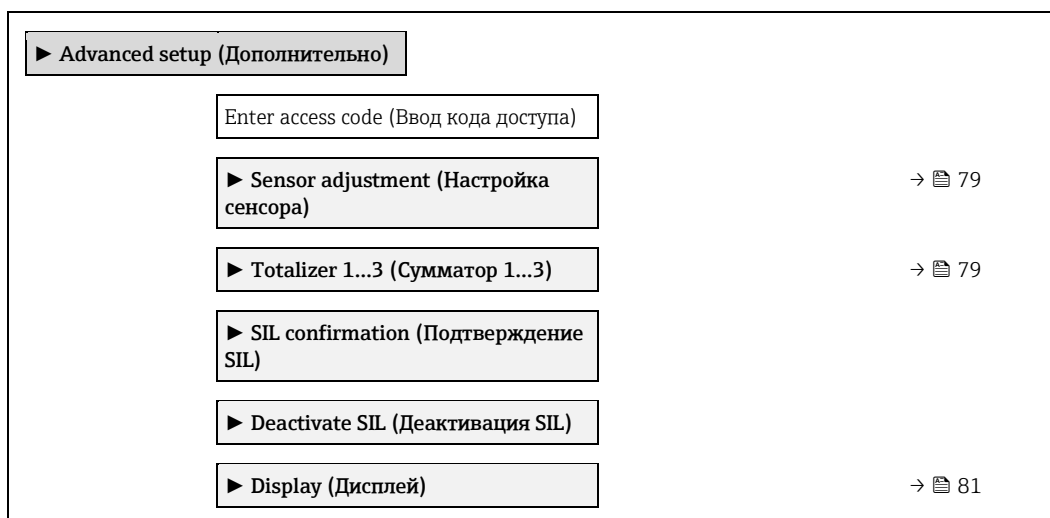 ► Advanced setup (Дополнительно)
Enter access code (Ввод кода доступа)
► Sensor adjustment (Настройка
сенсора)
→ 79
► Totalizer 1...3 (Сумматор 1...3)
→ 79
► SIL confirmation (Подтверждение
SIL)
► Deactivate SIL (Деактивация SIL)
► Display (Дисплей)
→ 81